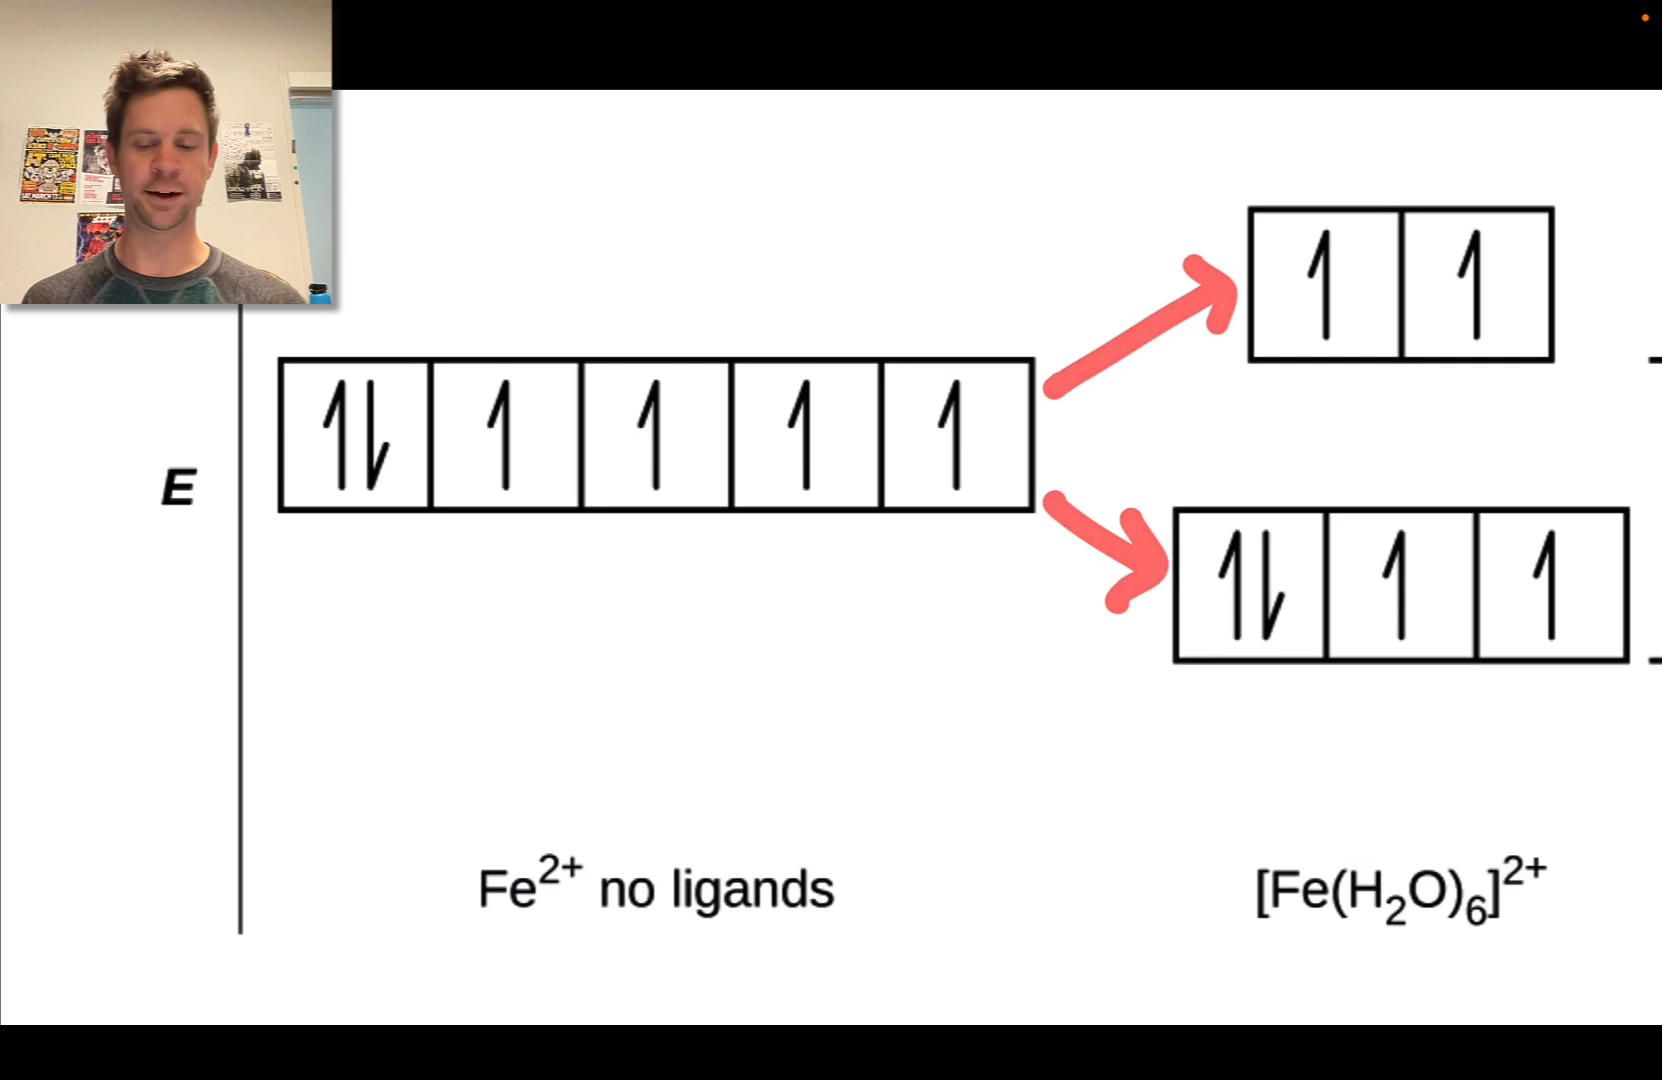 E
Fe²⁺ no ligands
[Fe(H₂O)₆]²⁺